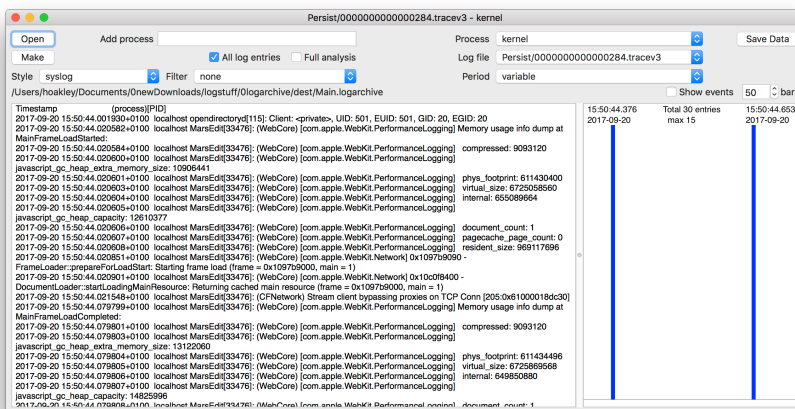 Persist/0000000000000284.tracev3 - kernel
Open Add process Process kernel Save Data
Make All log entries Full analysis Log file Persist/0000000000000284.tracev3
Style syslog Filter none Period variable
/Users/hoakley/Documents/0newDownloads/logstuff/0logarchive/dest/Main.logarchive Show events 50 bar
Timestamp (process)[PID]
2017-09-20 15:50:44.001930+0100 localhost opendirectoryd[115]: Client: <private>, UID: 501, EUID: 501, GID: 20, EGID: 20
2017-09-20 15:50:44.020582+0100 localhost MarsEdit[33476]: (WebCore) [com.apple.WebKit.PerformanceLogging] Memory usage info dump at
MainFrameLoadStarted:
2017-09-20 15:50:44.020584+0100 localhost MarsEdit[33476]: (WebCore) [com.apple.WebKit.PerformanceLogging] compressed: 9093120
2017-09-20 15:50:44.020600+0100 localhost MarsEdit[33476]: (WebCore) [com.apple.WebKit.PerformanceLogging]
javascript_gc_heap_extra_memory_size: 10906441
2017-09-20 15:50:44.020601+0100 localhost MarsEdit[33476]: (WebCore) [com.apple.WebKit.PerformanceLogging] phys_footprint: 611430400
2017-09-20 15:50:44.020603+0100 localhost MarsEdit[33476]: (WebCore) [com.apple.WebKit.PerformanceLogging] virtual_size: 6725058560
2017-09-20 15:50:44.020604+0100 localhost MarsEdit[33476]: (WebCore) [com.apple.WebKit.PerformanceLogging] internal: 655089664
2017-09-20 15:50:44.020605+0100 localhost MarsEdit[33476]: (WebCore) [com.apple.WebKit.PerformanceLogging]
javascript_gc_heap_capacity: 12610377
2017-09-20 15:50:44.020606+0100 localhost MarsEdit[33476]: (WebCore) [com.apple.WebKit.PerformanceLogging] document_count: 1
2017-09-20 15:50:44.020607+0100 localhost MarsEdit[33476]: (WebCore) [com.apple.WebKit.PerformanceLogging] pagecache_page_count: 0
2017-09-20 15:50:44.020608+0100 localhost MarsEdit[33476]: (WebCore) [com.apple.WebKit.PerformanceLogging] resident_size: 969117696
2017-09-20 15:50:44.020851+0100 localhost MarsEdit[33476]: (WebCore) [com.apple.WebKit.Network] 0x1097b9090 -
FrameLoader::prepareForLoadStart: Starting frame load (frame = 0x1097b9000, main = 1)
2017-09-20 15:50:44.020901+0100 localhost MarsEdit[33476]: (WebCore) [com.apple.WebKit.Network] 0x10c0f8400 -
DocumentLoader::startLoadingMainResource: Returning cached main resource (frame = 0x1097b9000, main = 1)
2017-09-20 15:50:44.021548+0100 localhost MarsEdit[33476]: (CFNetwork) Stream client bypassing proxies on TCP Conn [205:0x61000018dc30]
2017-09-20 15:50:44.079799+0100 localhost MarsEdit[33476]: (WebCore) [com.apple.WebKit.PerformanceLogging] Memory usage info dump at
MainFrameLoadCompleted:
2017-09-20 15:50:44.079801+0100 localhost MarsEdit[33476]: (WebCore) [com.apple.WebKit.PerformanceLogging] compressed: 9093120
2017-09-20 15:50:44.079803+0100 localhost MarsEdit[33476]: (WebCore) [com.apple.WebKit.PerformanceLogging]
javascript_gc_heap_extra_memory_size: 13122060
2017-09-20 15:50:44.079804+0100 localhost MarsEdit[33476]: (WebCore) [com.apple.WebKit.PerformanceLogging] phys_footprint: 611434496
2017-09-20 15:50:44.079805+0100 localhost MarsEdit[33476]: (WebCore) [com.apple.WebKit.PerformanceLogging] virtual_size: 6725869568
2017-09-20 15:50:44.079806+0100 localhost MarsEdit[33476]: (WebCore) [com.apple.WebKit.PerformanceLogging] internal: 649850880
2017-09-20 15:50:44.079807+0100 localhost MarsEdit[33476]: (WebCore) [com.apple.WebKit.PerformanceLogging]
javascript_gc_heap_capacity: 14825996
2017-09-20 15:50:44.079808+0100 localhost MarsEdit[33476]: (WebCore) [com.apple.WebKit.PerformanceLogging] document_count: 1
15:50:44.376 Total 30 entries 15:50:44.653
2017-09-20 max 15 2017-09-20